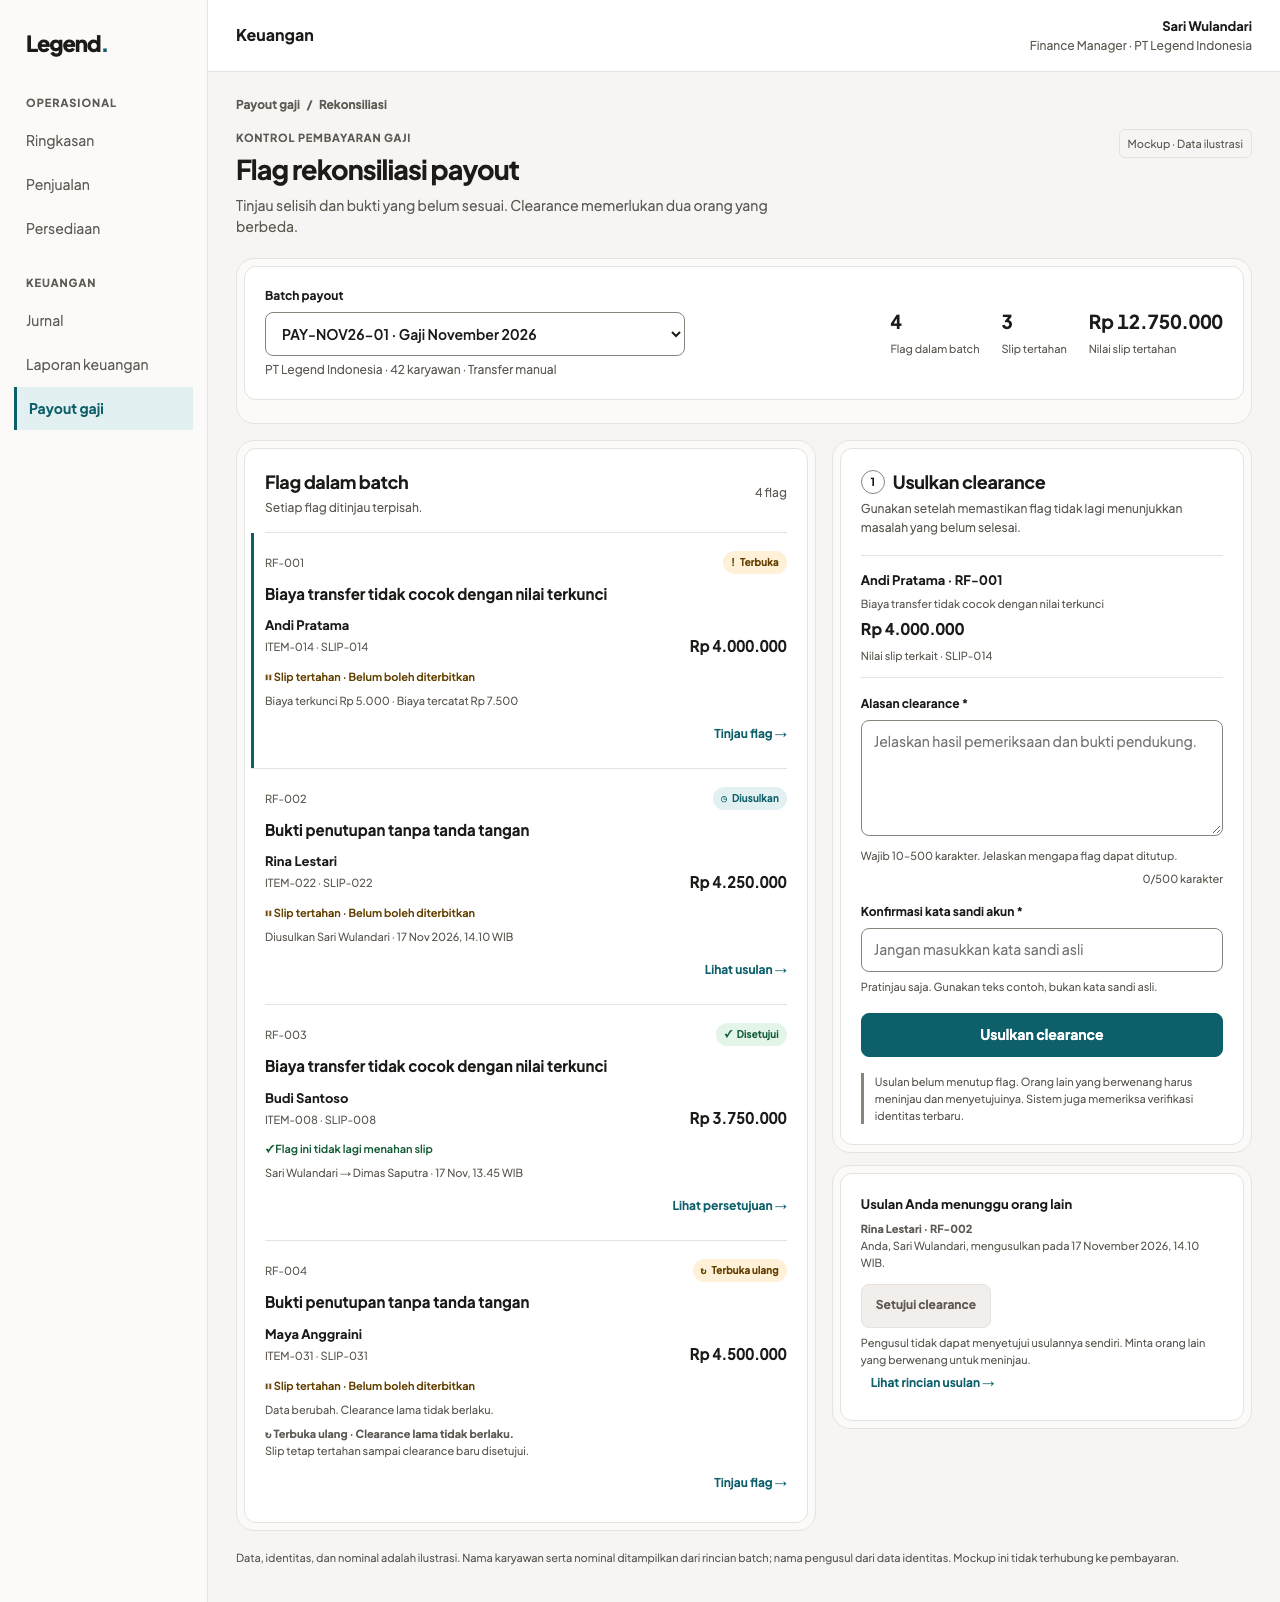 Legend.
OPERASIONAL
Ringkasan
Penjualan
Persediaan
KEUANGAN
Jurnal
Laporan keuangan
Payout gaji
Keuangan
Sari Wulandari
Finance Manager · PT Legend Indonesia
Payout gaji / Rekonsiliasi
KONTROL PEMBAYARAN GAJI
Flag rekonsiliasi payout
Tinjau selisih dan bukti yang belum sesuai. Clearance memerlukan dua orang yang
berbeda.
Mockup · Data ilustrasi
Batch payout
PAY-NOV26-01 · Gaji November 2026
PT Legend Indonesia · 42 karyawan · Transfer manual
4
Flag dalam batch
3
Slip tertahan
Rp 12.750.000
Nilai slip tertahan
Flag dalam batch
Setiap flag ditinjau terpisah.
4 flag
RF-001
! Terbuka
Biaya transfer tidak cocok dengan nilai terkunci
Andi Pratama
ITEM-014 · SLIP-014
Rp 4.000.000
Slip tertahan · Belum boleh diterbitkan
Biaya terkunci Rp 5.000 · Biaya tercatat Rp 7.500
Tinjau flag →
RF-002
◷ Diusulkan
Bukti penutupan tanpa tanda tangan
Rina Lestari
ITEM-022 · SLIP-022
Rp 4.250.000
Slip tertahan · Belum boleh diterbitkan
Diusulkan Sari Wulandari · 17 Nov 2026, 14.10 WIB
Lihat usulan →
RF-003
✓ Disetujui
Biaya transfer tidak cocok dengan nilai terkunci
Budi Santoso
ITEM-008 · SLIP-008
Rp 3.750.000
✓Flag ini tidak lagi menahan slip
Sari Wulandari → Dimas Saputra · 17 Nov, 13.45 WIB
Lihat persetujuan →
RF-004
↻ Terbuka ulang
Bukti penutupan tanpa tanda tangan
Maya Anggraini
ITEM-031 · SLIP-031
Rp 4.500.000
Slip tertahan · Belum boleh diterbitkan
Data berubah. Clearance lama tidak berlaku.
↻ Terbuka ulang · Clearance lama tidak berlaku.
Slip tetap tertahan sampai clearance baru disetujui.
Tinjau flag →
1 Usulkan clearance
Gunakan setelah memastikan flag tidak lagi menunjukkan
masalah yang belum selesai.
Andi Pratama · RF-001
Biaya transfer tidak cocok dengan nilai terkunci
Rp 4.000.000
Nilai slip terkait · SLIP-014
Alasan clearance *
Jelaskan hasil pemeriksaan dan bukti pendukung.
Wajib 10–500 karakter. Jelaskan mengapa flag dapat ditutup.
0/500 karakter
Konfirmasi kata sandi akun *
Jangan masukkan kata sandi asli
Pratinjau saja. Gunakan teks contoh, bukan kata sandi asli.
Usulkan clearance
Usulan belum menutup flag. Orang lain yang berwenang harus
meninjau dan menyetujuinya. Sistem juga memeriksa verifikasi
identitas terbaru.
Usulan Anda menunggu orang lain
Rina Lestari · RF-002
Anda, Sari Wulandari, mengusulkan pada 17 November 2026, 14.10
WIB.
Setujui clearance
Pengusul tidak dapat menyetujui usulannya sendiri. Minta orang lain
yang berwenang untuk meninjau.
Lihat rincian usulan →
Data, identitas, dan nominal adalah ilustrasi. Nama karyawan serta nominal ditampilkan dari rincian batch; nama pengusul dari data identitas. Mockup ini tidak terhubung ke pembayaran.